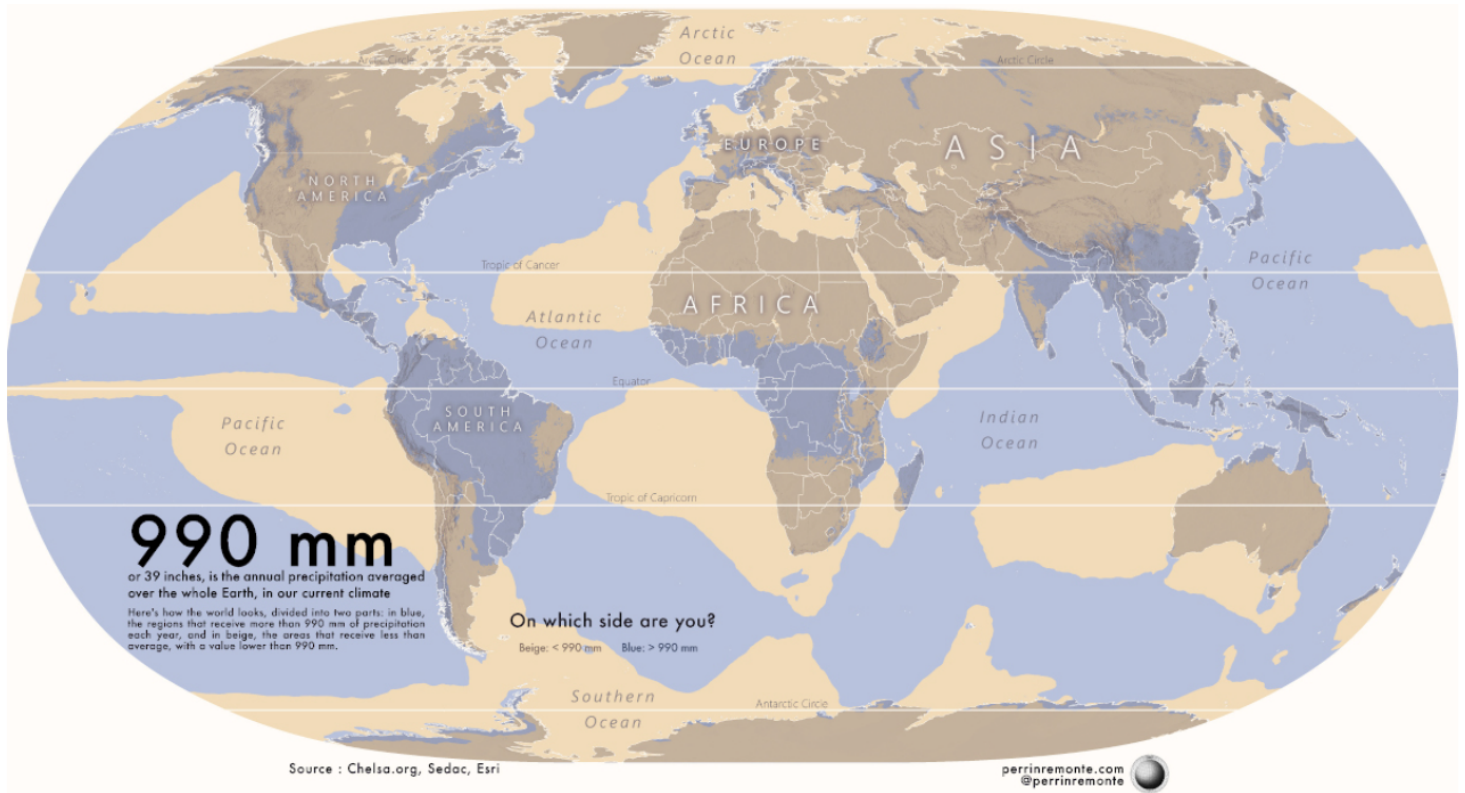 Arctic
Ocean
Arctic Circle
Arctic Circle
EUROPE
ASIA
NORTH
AMERICA
Tropic of Cancer
Pacific
Ocean
AFRICA
Atlantic
Ocean
Equator
SOUTH
AMERICA
Pacific
Ocean
Indian
Ocean
Tropic of Capricorn
990 mm
or 39 inches, is the annual precipitation averaged
over the whole Earth, in our current climate
Here's how the world looks, divided into two parts: in blue,
the regions that receive more than 990 mm of precipitation
each year, and in beige, the areas that receive less than
average, with a value lower than 990 mm.
On which side are you?
Beige: < 990 mm Blue: > 990 mm
Southern
Ocean
Antarctic Circle
Source : Chelsa.org, Sedac, Esri
perrinremonte.com
@perrinremonte